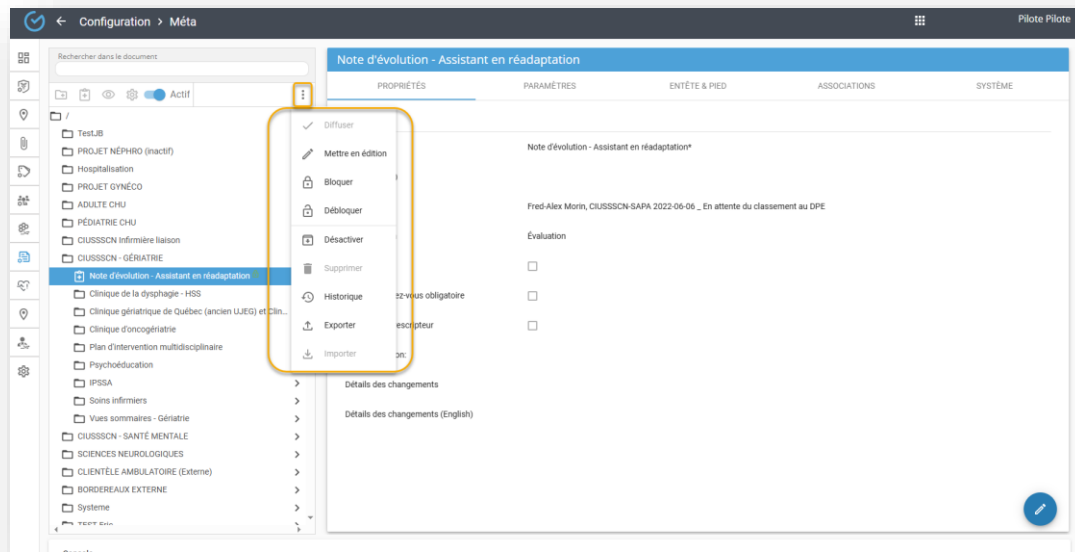 Configuration > Méta
Pilote Pilote
Rechercher dans le document
Actif
/
TestJB
PROJET NÉPHRO (inactif)
Hospitalisation
PROJET GYNÉCO
ADULTE CHU
PÉDIATRIE CHU
CIUSSSCN Infirmière liaison
CIUSSSCN - GÉRIATRIE
Note d'évolution - Assistant en réadaptation
Clinique de la dysphagie - HSS
Clinique gériatrique de Québec (ancien UJEG) et Clin...
Clinique d'oncogériatrie
Plan d'intervention multidisciplinaire
Psychoéducation
IPSSA
Soins infirmiers
Vues sommaires - Gériatrie
CIUSSSCN - SANTÉ MENTALE
SCIENCES NEUROLOGIQUES
CLIENTÈLE AMBULATOIRE (Externe)
BORDEREAUX EXTERNE
Systeme
TEST Eric
Diffuser
Mettre en édition
Bloquer
Débloquer
Désactiver
Supprimer
Historique
Exporter
Importer
Note d'évolution - Assistant en réadaptation
PROPRIÉTÉS PARAMÈTRES ENTÊTE & PIED ASSOCIATIONS SYSTÈME
Note d'évolution - Assistant en réadaptation*
Fred-Alex Morin, CIUSSSCN-SAPA 2022-06-06 _ En attente du classement au DPE
Évaluation
ez-vous obligatoire
escripteur
on:
Détails des changements
Détails des changements (English)